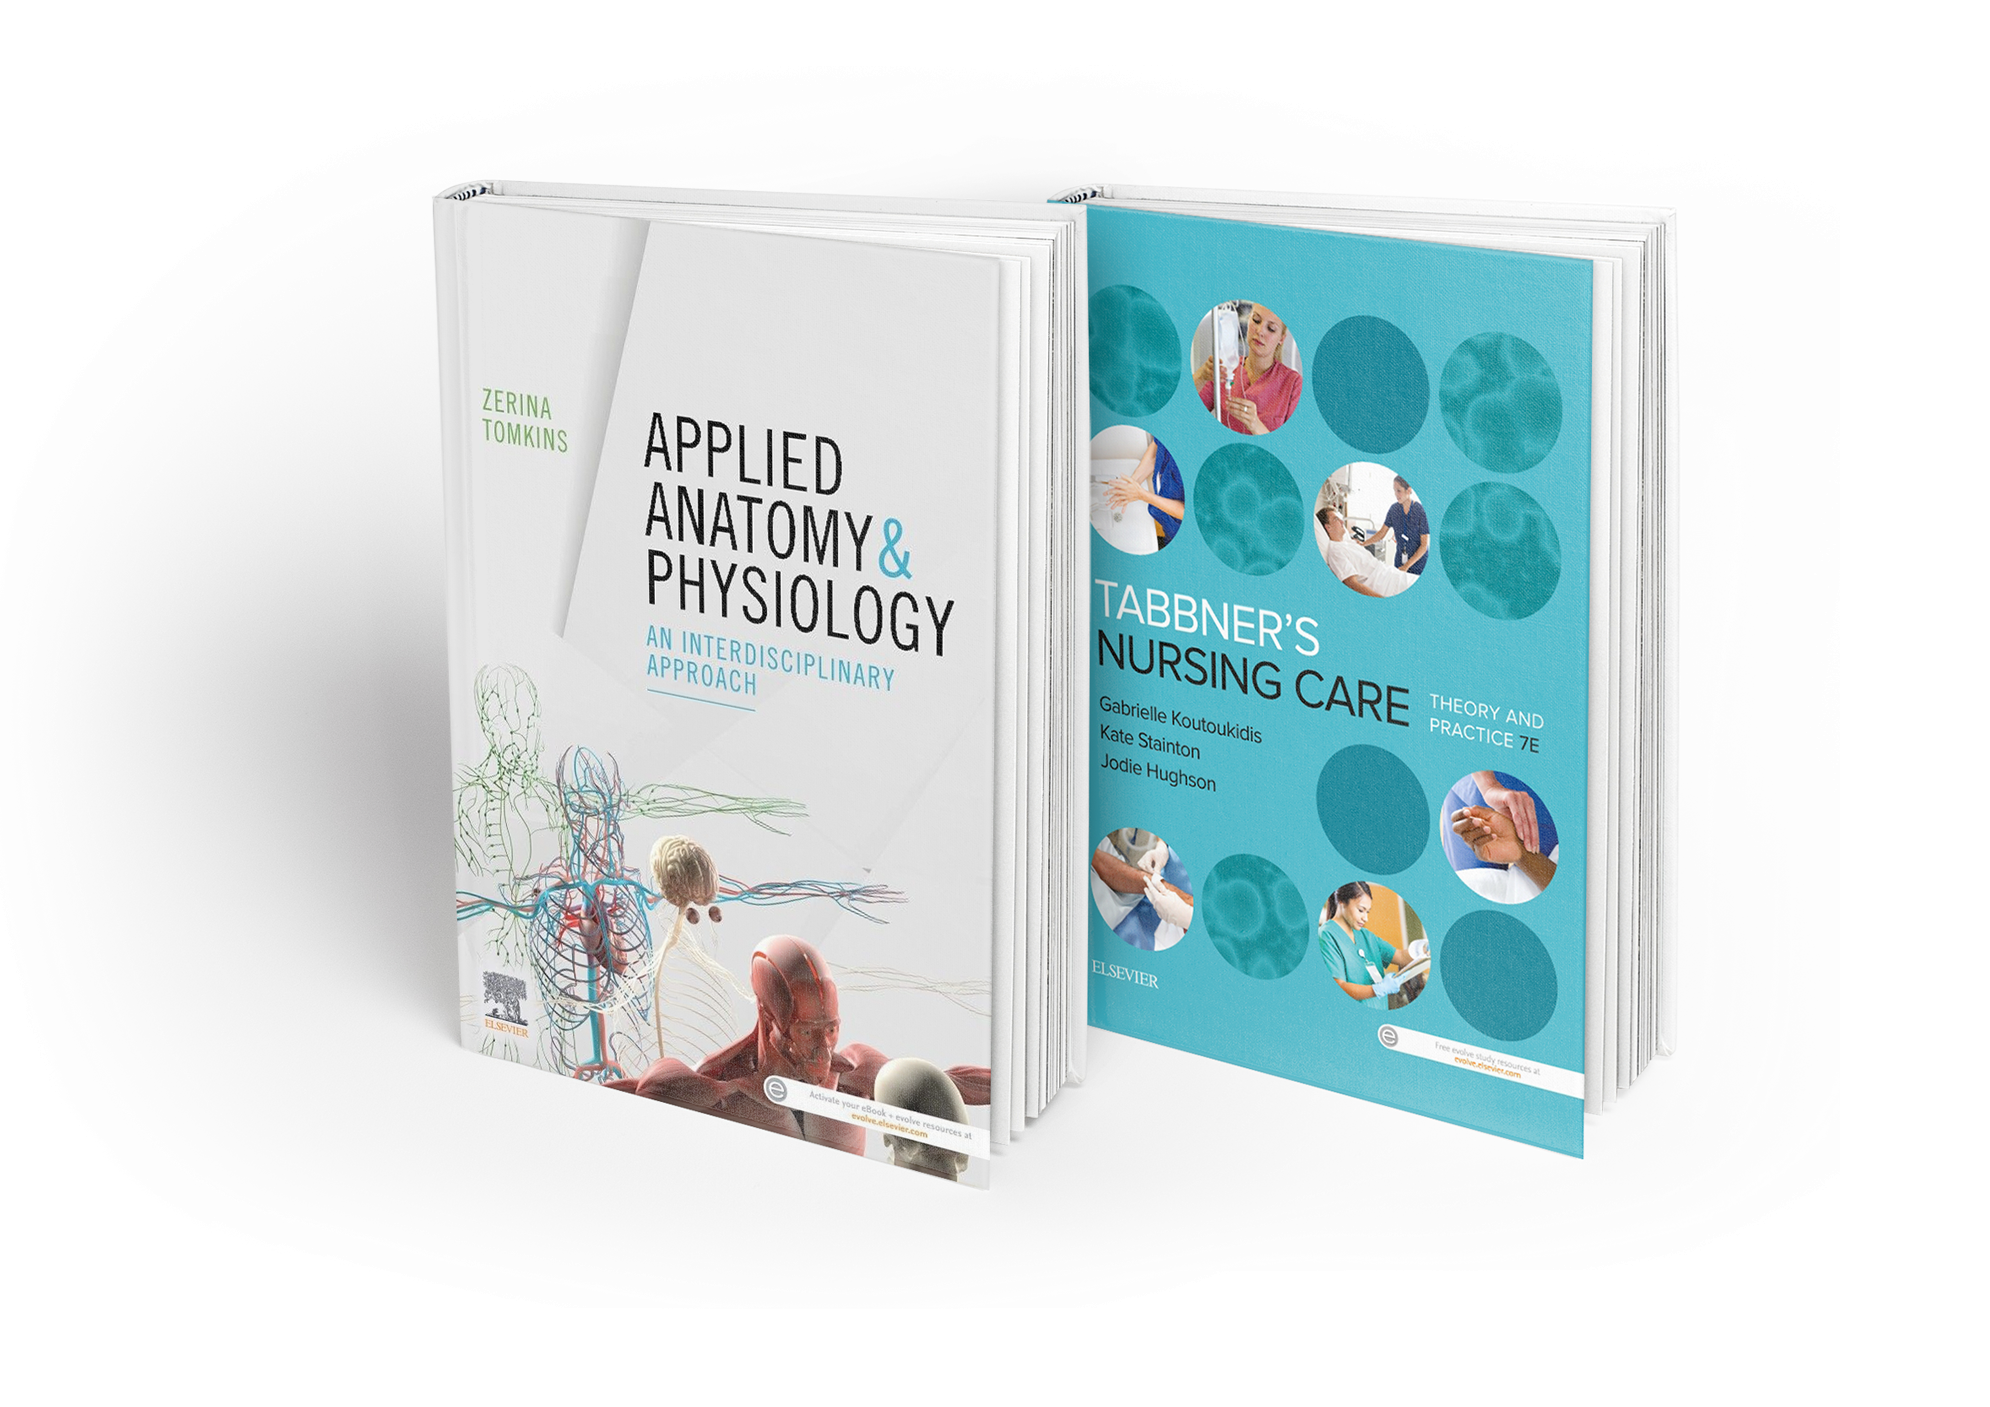 ZERINA
TOMKINS
APPLIED
ANATOMY &
PHYSIOLOGY
AN INTERDISCIPLINARY
APPROACH
ELSEVIER
e
Activate your eBook + evolve resources at
evolve.elsevier.com
TABBNER'S
NURSING CARE
THEORY AND
PRACTICE 7E
Gabrielle Koutoukidis
Kate Stainton
Jodie Hughson
ELSEVIER
e
Free evolve study resources at
evolve.elsevier.com